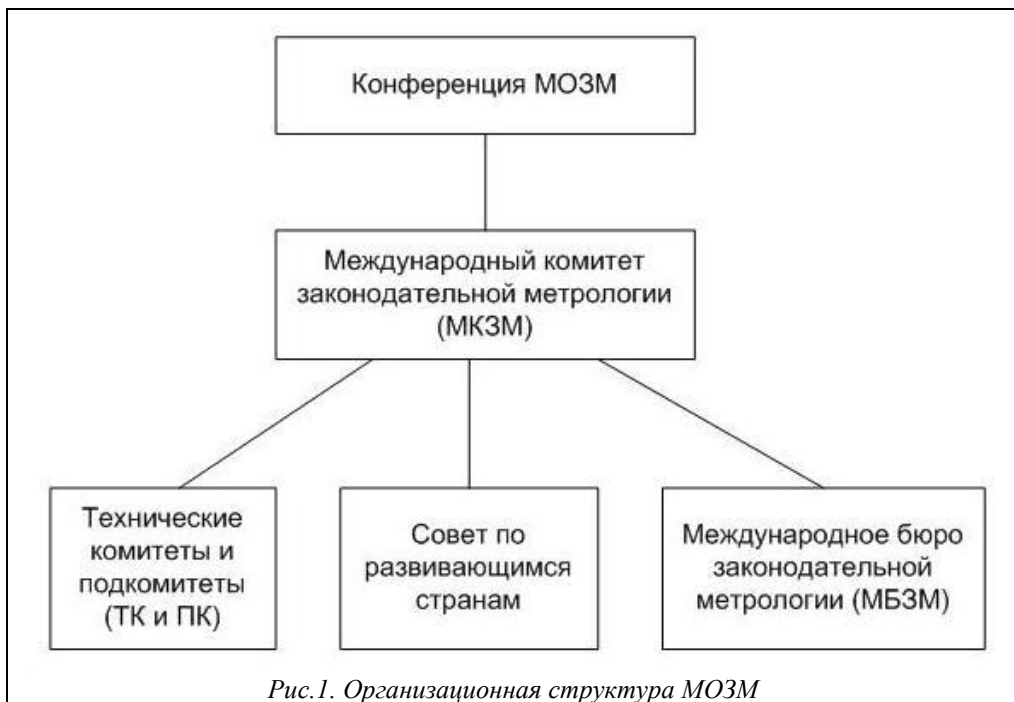 Конференция МОЗМ
Международный комитет
законодательной метрологии
(МКЗМ)
Технические
комитеты и
подкомитеты
(ТК и ПК)
Совет по
развивающимся
странам
Международное бюро
законодательной
метрологии (МБЗМ)
Рис.1. Организационная структура МОЗМ